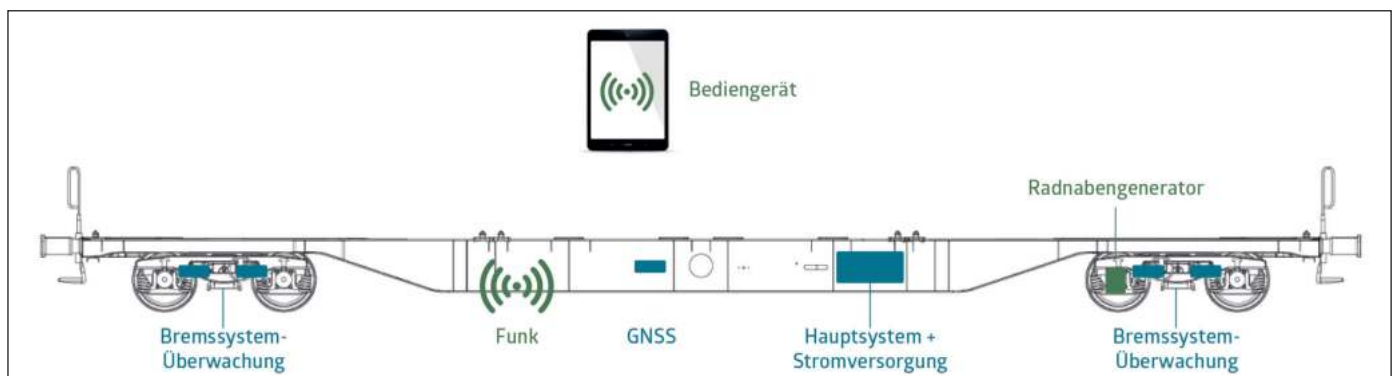 Bediengerät
Radnabengenerator
Bremssystem-
Überwachung
Funk
GNSS
Hauptsystem +
Stromversorgung
Bremssystem-
Überwachung